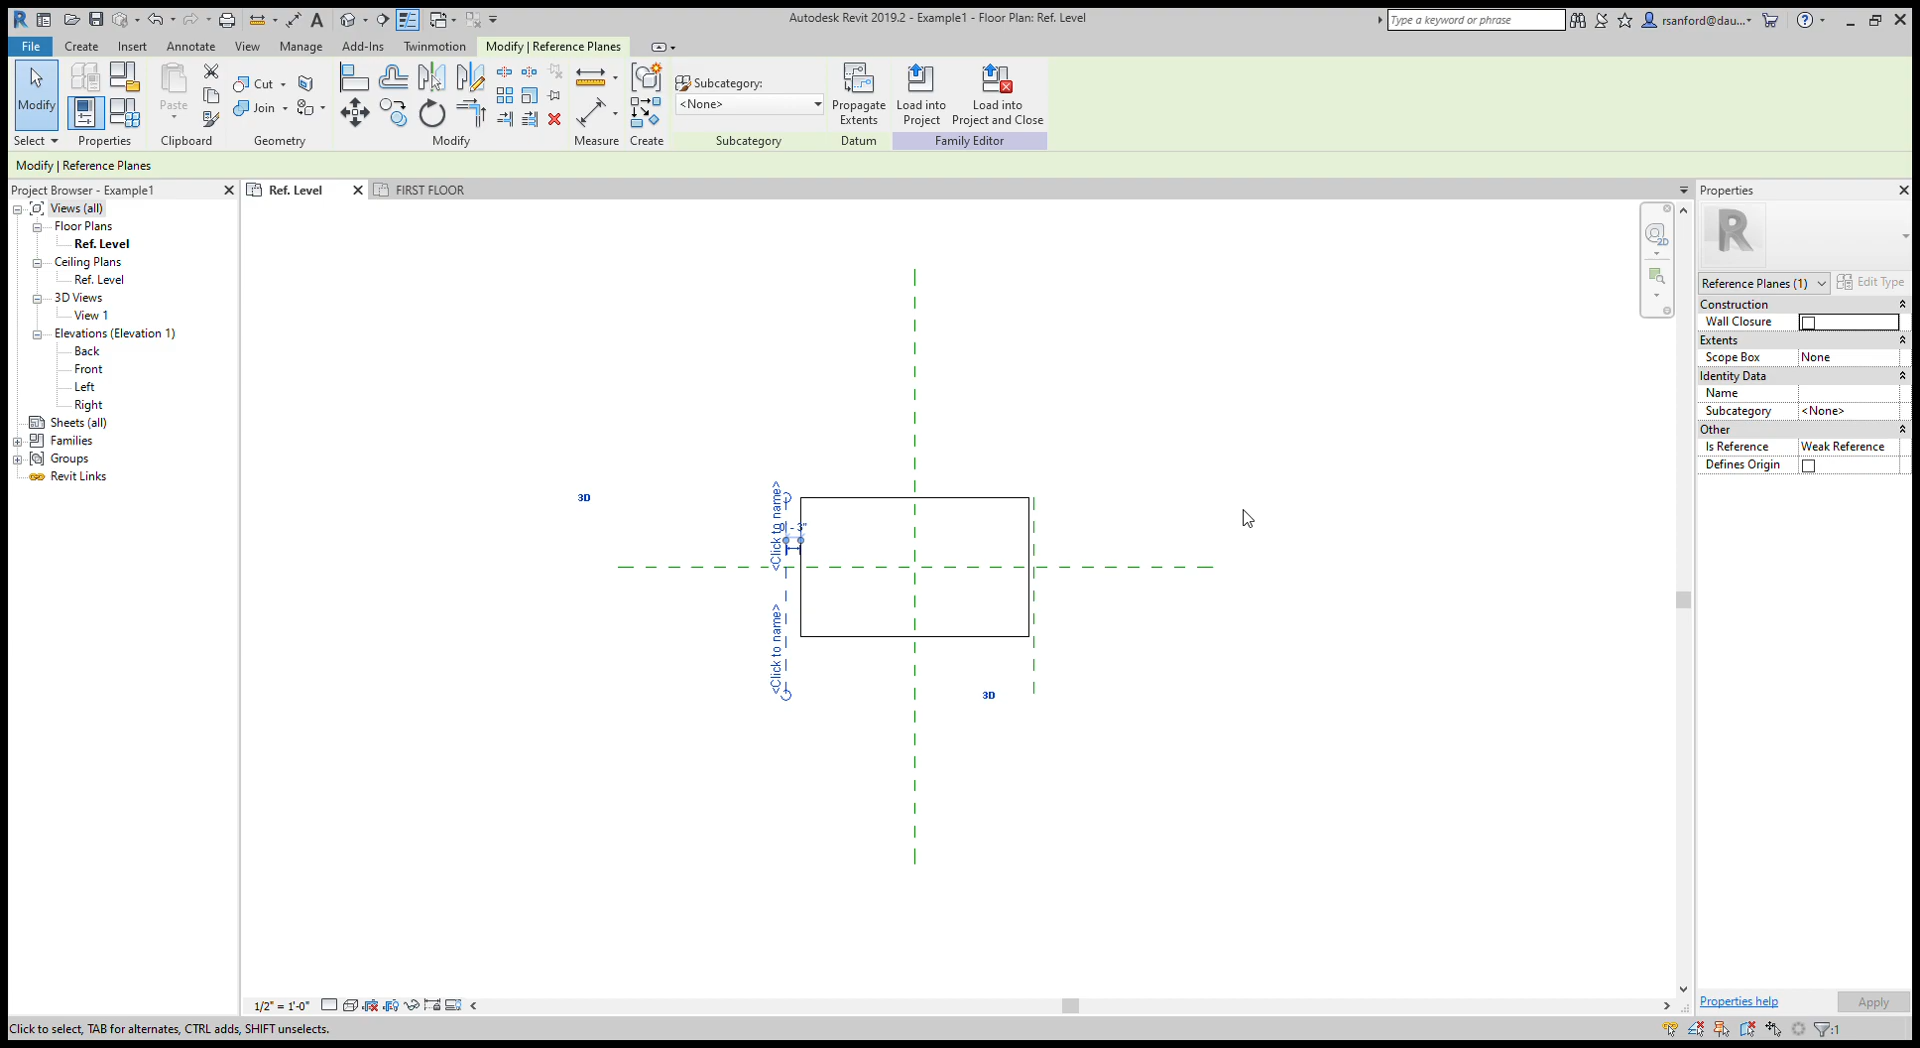 Autodesk Revit 2019.2 - Example1 - Floor Plan: Ref. Level
Type a keyword or phrase
rsanford@dau...
File Create Insert Annotate View Manage Add-Ins Twinmotion Modify | Reference Planes
Modify
Select
Properties
Paste
Clipboard
Cut
Join
Geometry
Modify
Measure
Create
Subcategory:
<None>
Subcategory
Propagate
Extents
Datum
Load into
Project
Load into
Project and Close
Family Editor
Modify | Reference Planes
Project Browser - Example1
Views (all)
Floor Plans
Ref. Level
Ceiling Plans
Ref. Level
3D Views
View 1
Elevations (Elevation 1)
Back
Front
Left
Right
Sheets (all)
Families
Groups
Revit Links
Ref. Level
FIRST FLOOR
2D
3D
<Click to name>
0' - 3"
<Click to name>
3D
Properties
R
Reference Planes (1)
Edit Type
Construction
Wall Closure
Extents
Scope Box None
Identity Data
Name
Subcategory <None>
Other
Is Reference Weak Reference
Defines Origin
Properties help
Apply
1/2" = 1'-0"
Click to select, TAB for alternates, CTRL adds, SHIFT unselects.
:1